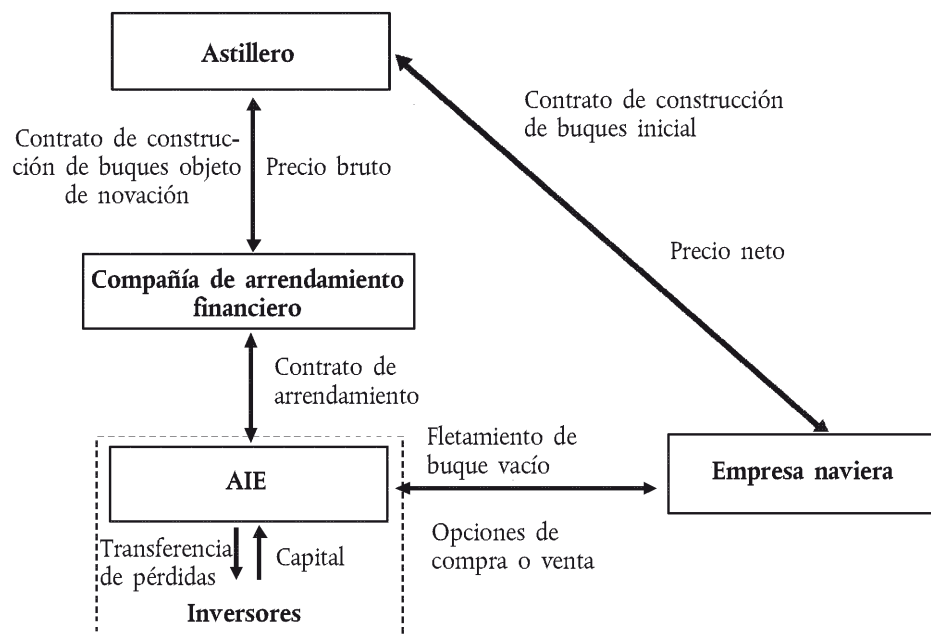 Astillero
Contrato de construcción
de buques inicial
Contrato de construc-
ción de buques objeto
de novación
Precio bruto
Precio neto
Compañía de arrendamiento
financiero
Contrato de
arrendamiento
Fletamiento de
buque vacío
AIE
Empresa naviera
Opciones de
compra o venta
Transferencia
de pérdidas
Capital
Inversores